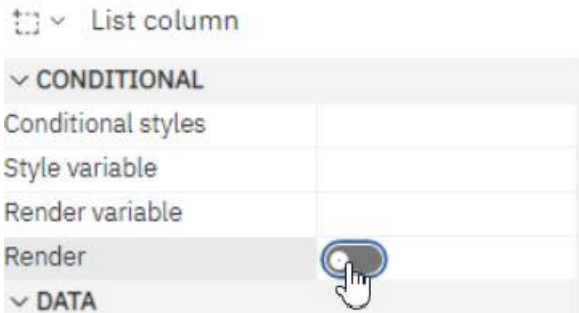 List column
CONDITIONAL
Conditional styles
Style variable
Render variable
Render
DATA